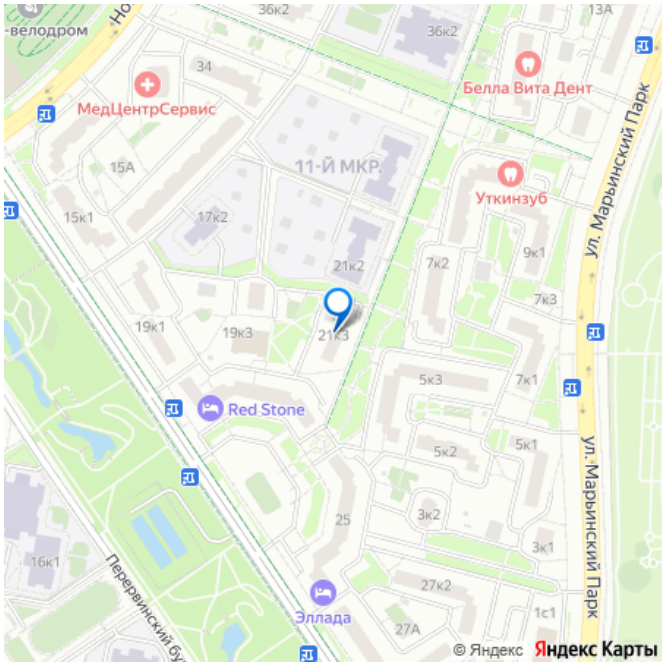 36к2
13А
-велодром
Но
36к2
34
МедЦентрСервис
Белла Вита Дент
ул. Марьинский Парк
15А
11-Й МКР.
Уткинзуб
15к1
17к2
21к2
7к2
9к1
7к3
19к1
19к3
21к3
5к3
7к1
Red Stone
5к2
5к1
ул. Марьинский Парк
25
3к2
3к1
16к1
Перервинский бу
27к2
Эллада
27А
1с1
© Яндекс Яндекс Карты